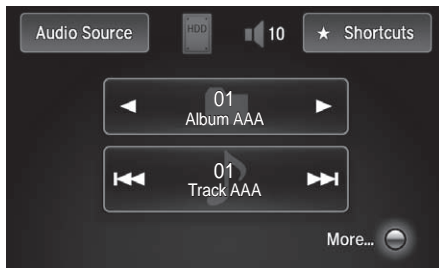 Audio Source
HDD
10
★ Shortcuts
01
Album AAA
01
Track AAA
More...